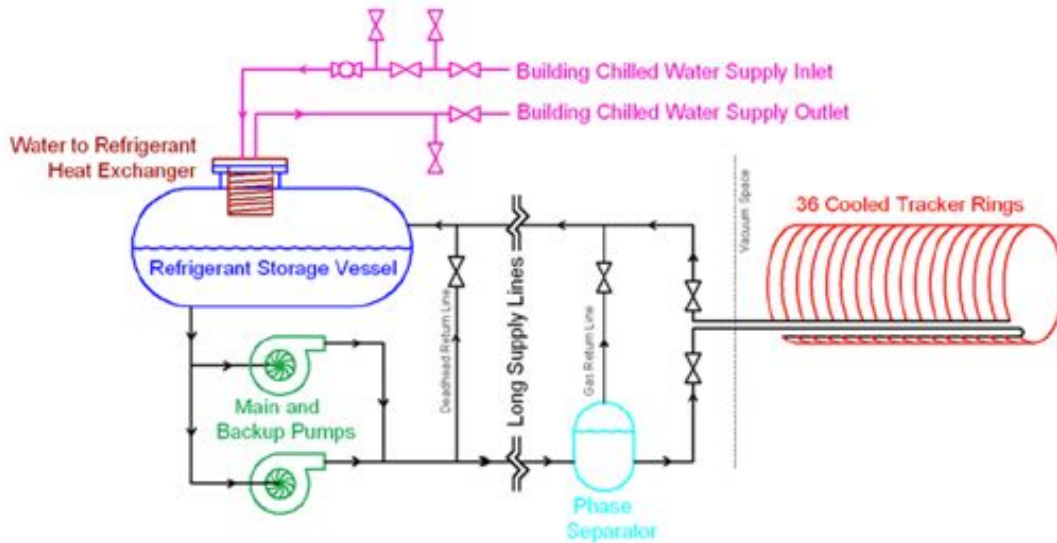 Building Chilled Water Supply Inlet
Building Chilled Water Supply Outlet
Water to Refrigerant
Heat Exchanger
Refrigerant Storage Vessel
Main and
Backup Pumps
Deadhead Return Line
Long Supply Lines
Gas Return Line
Phase
Separator
Vacuum Space
36 Cooled Tracker Rings